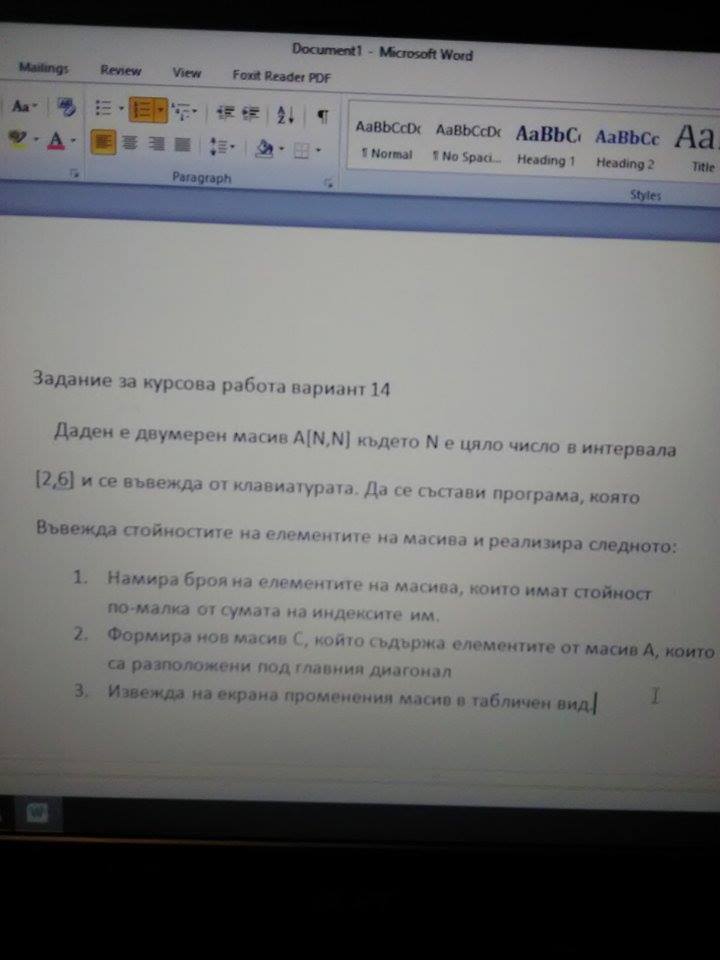 Document1 - Microsoft Word
Mailings Review View Foxit Reader PDF
Aa
AaBbCcDc AaBbCcDc AaBbC AaBbCc Aa
¶ Normal ¶ No Spaci... Heading 1 Heading 2 Title
Paragraph
Styles
Задание за курсова работа вариант 14
Даден е двумерен масив A[N,N] където N е цяло число в интервала
[2,6] и се въвежда от клавиатурата. Да се състави програма, която
Въвежда стойностите на елементите на масива и реализира следното:
1. Намира броя на елементите на масива, които имат стойност
по-малка от сумата на индексите им.
2. Формира нов масив С, който съдържа елементите от масив А, които
са разположени под главния диагонал
3. Извежда на екрана променения масив в табличен вид.